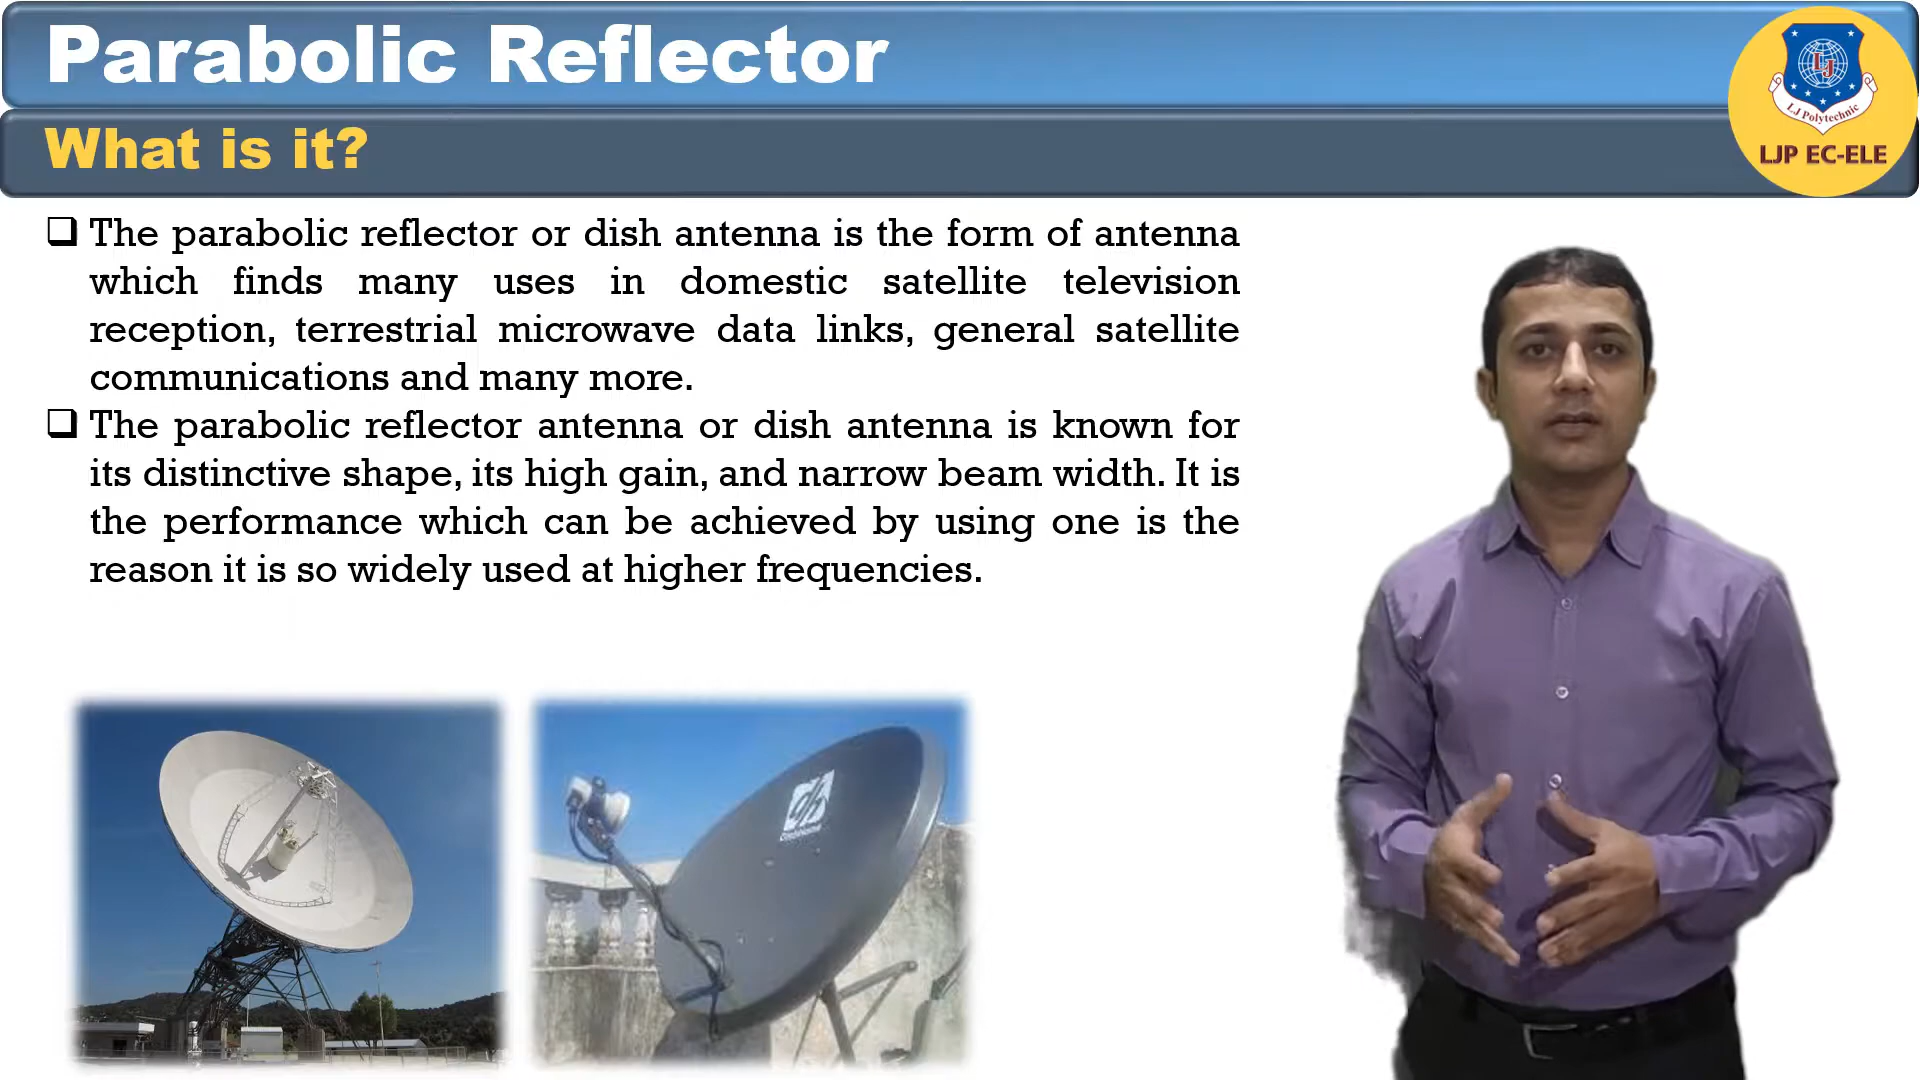 Parabolic Reflector
What is it?
LJ
LJ Polytechnic
LJP EC-ELE
❑ The parabolic reflector or dish antenna is the form of antenna
which finds many uses in domestic satellite television
reception, terrestrial microwave data links, general satellite
communications and many more.
❑ The parabolic reflector antenna or dish antenna is known for
its distinctive shape, its high gain, and narrow beam width. It is
the performance which can be achieved by using one is the
reason it is so widely used at higher frequencies.